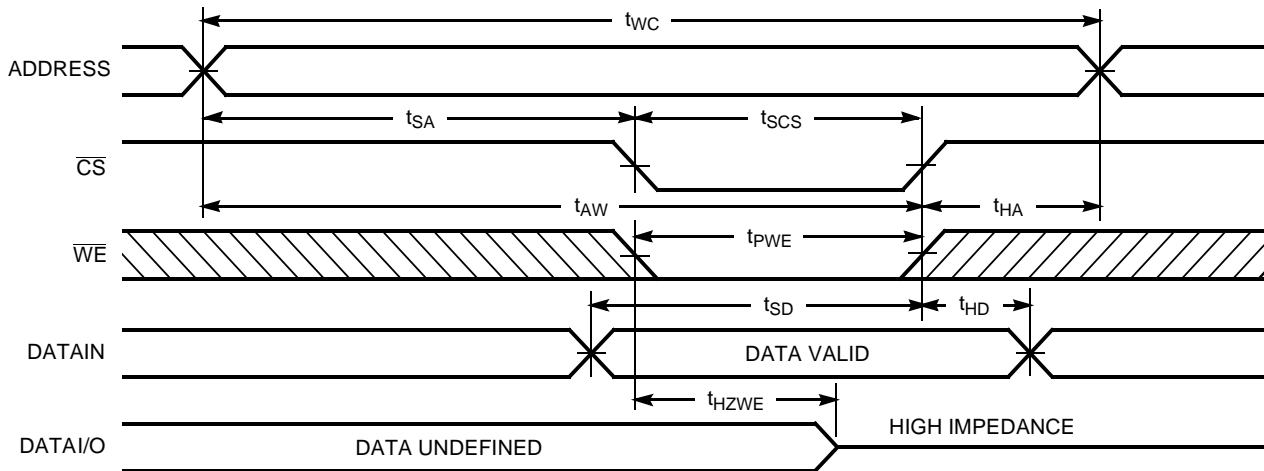 tWC
ADDRESS
tSA
tSCS
CS
tAW
tHA
WE
tPWE
tSD
tHD
DATAIN
DATA VALID
tHZWE
DATAI/O
DATA UNDEFINED
HIGH IMPEDANCE